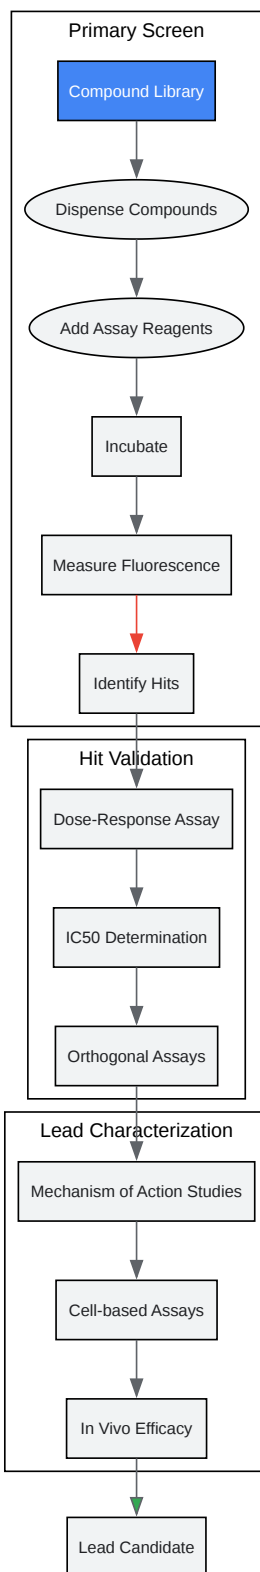 Primary Screen
Compound Library
Dispense Compounds
Add Assay Reagents
Incubate
Measure Fluorescence
Identify Hits
Hit Validation
Dose-Response Assay
IC50 Determination
Orthogonal Assays
Lead Characterization
Mechanism of Action Studies
Cell-based Assays
In Vivo Efficacy
Lead Candidate